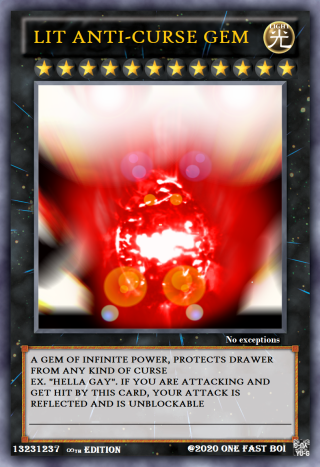 LIT ANTI-CURSE GEM
LIGHT
光
No exceptions
A GEM OF INFINITE POWER, PROTECTS DRAWER
FROM ANY KIND OF CURSE
EX. "HELLA GAY". IF YOU ARE ATTACKING AND
GET HIT BY THIS CARD, YOUR ATTACK IS
REFLECTED AND IS UNBLOCKABLE
13231237 00TH EDITION ©2020 ONE FAST BOI